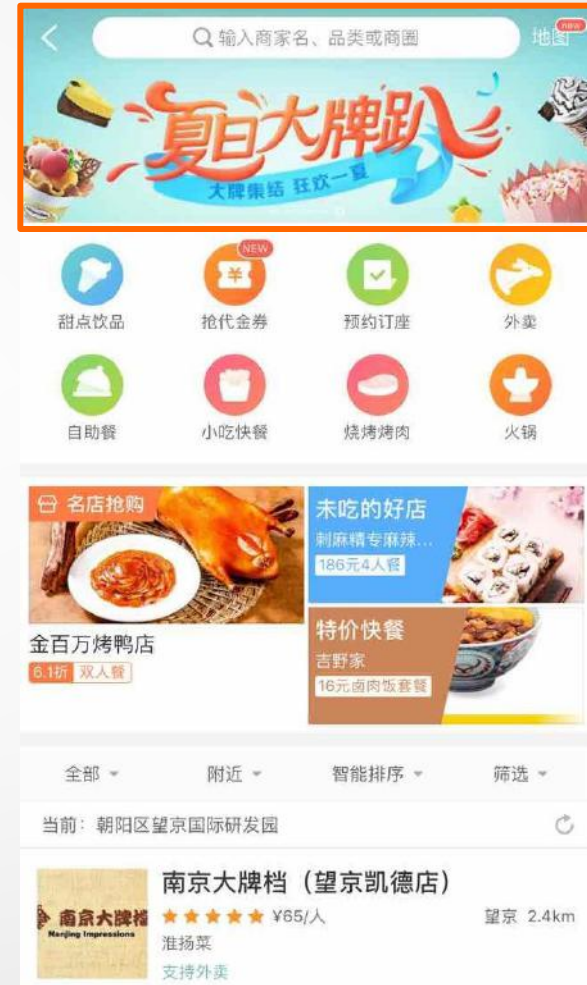 输入商家名、品类或商圈
地图
new
夏日大牌趴
大牌集结 狂欢一夏
NEW
甜点饮品
抢代金券
预约订座
外卖
自助餐
小吃快餐
烧烤烤肉
火锅
名店抢购
金百万烤鸭店
6.1折 双人餐
未吃的好店
刺麻精专麻辣...
186元4人餐
特价快餐
吉野家
16元卤肉饭套餐
全部
附近
智能排序
筛选
当前：朝阳区望京国际研发园
南京大牌档
Nanjing Impressions
南京大牌档（望京凯德店）
¥65/人
望京 2.4km
淮扬菜
支持外卖